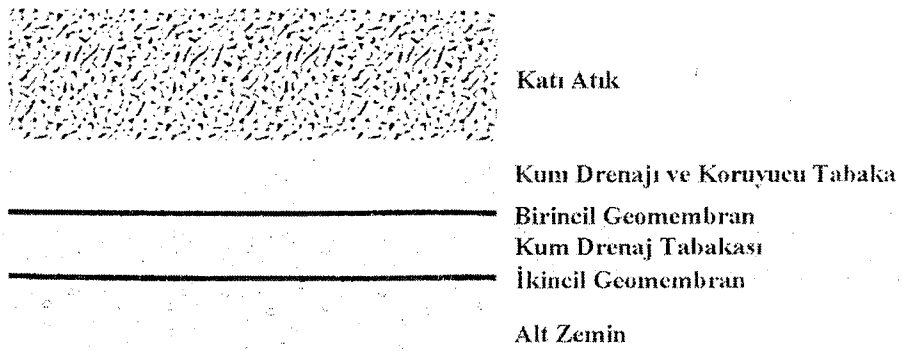 Katı Atık
Kum Drenajı ve Koruyucu Tabaka
Birincil Geomembran
Kum Drenaj Tabakası
İkincil Geomembran
Alt Zemin